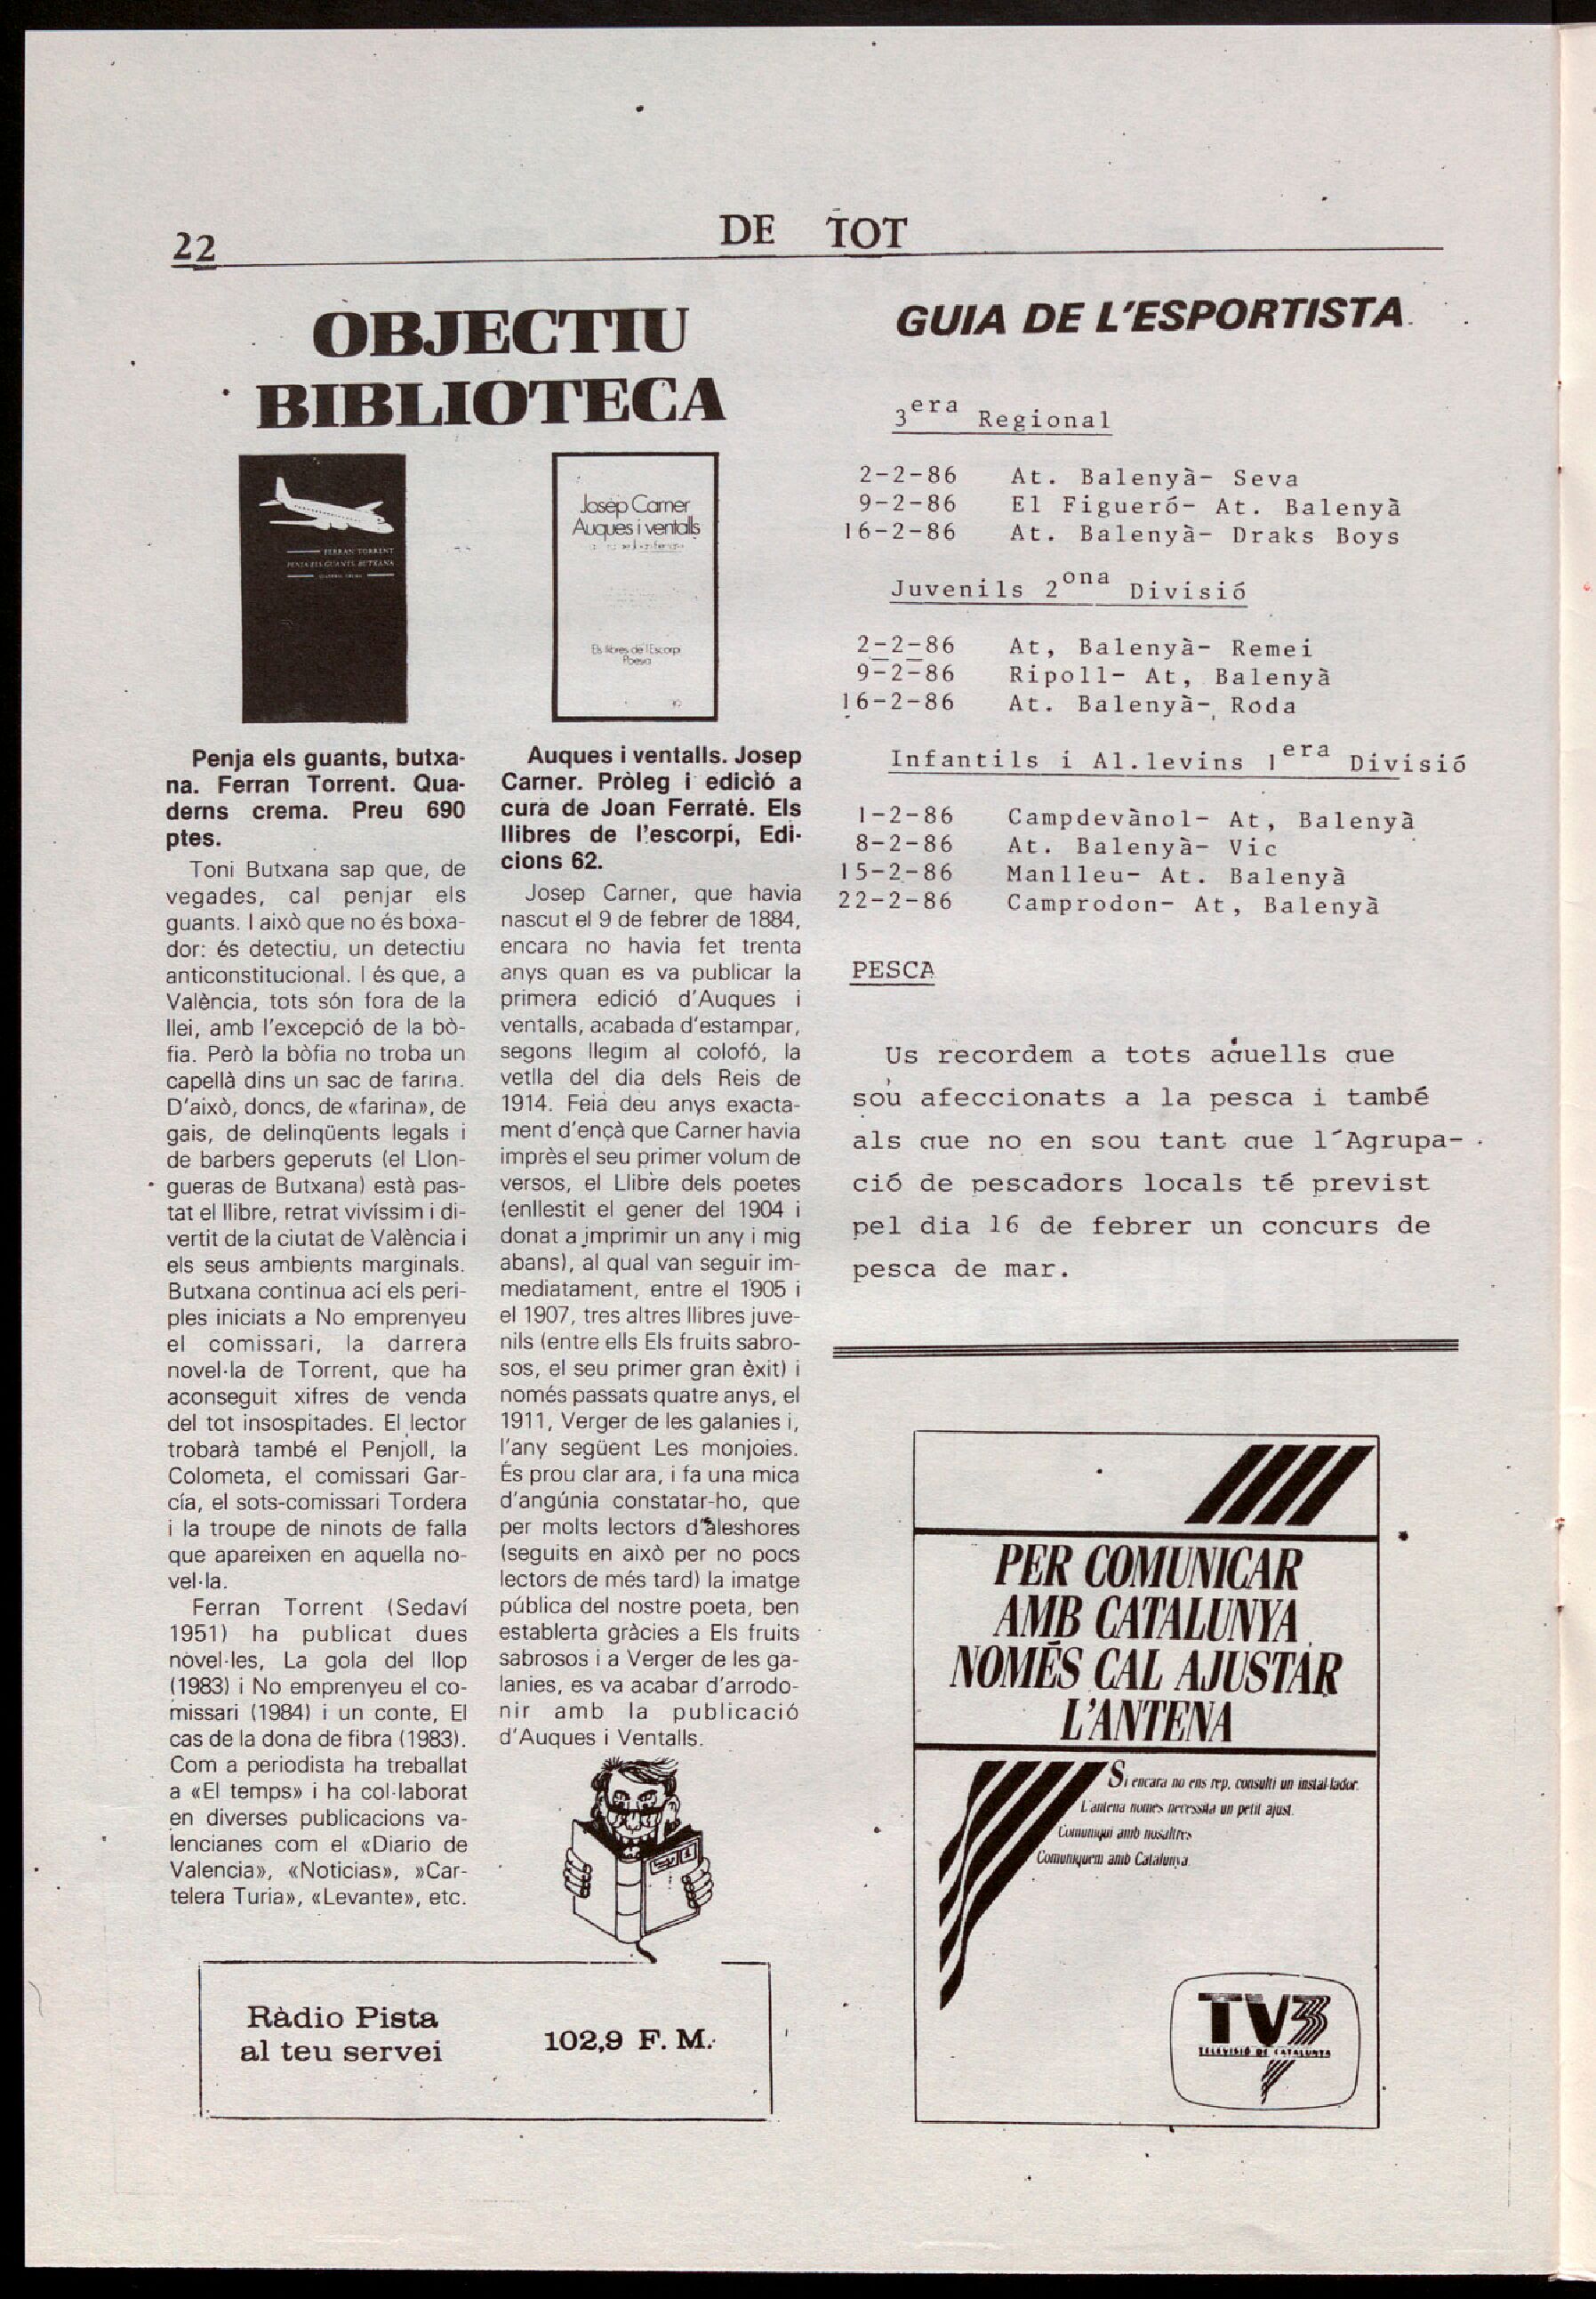 22
DE TOT
OBJECTIU
BIBLIOTECA
FERRAN TORRENT
PENJA ELS GUANTS, BUTXANA
Josep Carner
Auques i ventalls
Els llibres de l'Escorpí
Poesia
Penja els guants, butxa-
na. Ferran Torrent. Qua-
derns crema. Preu 690
ptes.
Toni Butxana sap que, de
vegades, cal penjar els
guants. I això que no és boxa-
dor: és detectiu, un detectiu
anticonstitucional. I és que, a
València, tots són fora de la
llei, amb l'excepció de la bò-
fia. Però la bòfia no troba un
capellà dins un sac de farina.
D'això, doncs, de «farina», de
gais, de delinqüents legals i
de barbers geperuts (el Llon-
gueras de Butxana) està pas-
tat el llibre, retrat vivíssim i di-
vertit de la ciutat de València i
els seus ambients marginals.
Butxana continua ací els peri-
ples iniciats a No emprenyeu
el comissari, la darrera
novel·la de Torrent, que ha
aconseguit xifres de venda
del tot insospitades. El lector
trobarà també el Penjoll, la
Colometa, el comissari Gar-
cía, el sots-comissari Tordera
i la troupe de ninots de falla
que apareixen en aquella no-
vel·la.
Ferran Torrent (Sedaví
1951) ha publicat dues
novel·les, La gola del llop
(1983) i No emprenyeu el co-
missari (1984) i un conte, El
cas de la dona de fibra (1983).
Com a periodista ha treballat
a «El temps» i ha col·laborat
en diverses publicacions va-
lencianes com el «Diario de
Valencia», «Noticias», »Car-
telera Turia», «Levante», etc.
Auques i ventalls. Josep
Carner. Pròleg i edició a
cura de Joan Ferraté. Els
llibres de l'escorpí, Edi-
cions 62.
Josep Carner, que havia
nascut el 9 de febrer de 1884,
encara no havia fet trenta
anys quan es va publicar la
primera edició d'Auques i
ventalls, acabada d'estampar,
segons llegim al colofó, la
vetlla del dia dels Reis de
1914. Feia deu anys exacta-
ment d'ençà que Carner havia
imprès el seu primer volum de
versos, el Llibre dels poetes
(enllestit el gener del 1904 i
donat a imprimir un any i mig
abans), al qual van seguir im-
mediatament, entre el 1905 i
el 1907, tres altres llibres juve-
nils (entre ells Els fruits sabro-
sos, el seu primer gran èxit) i
només passats quatre anys, el
1911, Verger de les galanies i,
l'any següent Les monjoies.
És prou clar ara, i fa una mica
d'angúnia constatar-ho, que
per molts lectors d'aleshores
(seguits en això per no pocs
lectors de més tard) la imatge
pública del nostre poeta, ben
establerta gràcies a Els fruits
sabrosos i a Verger de les ga-
lanies, es va acabar d'arrodo-
nir amb la publicació
d'Auques i Ventalls.
Ràdio Pista
al teu servei
102,9 F. M.
GUIA DE L'ESPORTISTA
3era Regional
2-2-86 At. Balenyà- Seva
9-2-86 El Figueró- At. Balenyà
16-2-86 At. Balenyà- Draks Boys
Juvenils 2ona Divisió
2-2-86 At, Balenyà- Remei
9-2-86 Ripoll- At, Balenyà
16-2-86 At. Balenyà- Roda
Infantils i Al.levins 1era Divisió
1-2-86 Campdevànol- At, Balenyà
8-2-86 At. Balenyà- Vic
15-2-86 Manlleu- At. Balenyà
22-2-86 Camprodon- At, Balenyà
PESCA
Us recordem a tots aquells que
sou afeccionats a la pesca i també
als que no en sou tant que l´Agrupa-
ció de pescadors locals té previst
pel dia 16 de febrer un concurs de
pesca de mar.
PER COMUNICAR
AMB CATALUNYA
NOMÉS CAL AJUSTAR
L'ANTENA
Si encara no ens rep, consulti un instal·lador.
L'antena només necessita un petit ajust.
Comuniqui amb nosaltres
Comuniquem amb Catalunya
TV3
TELEVISIÓ DE CATALUNYA